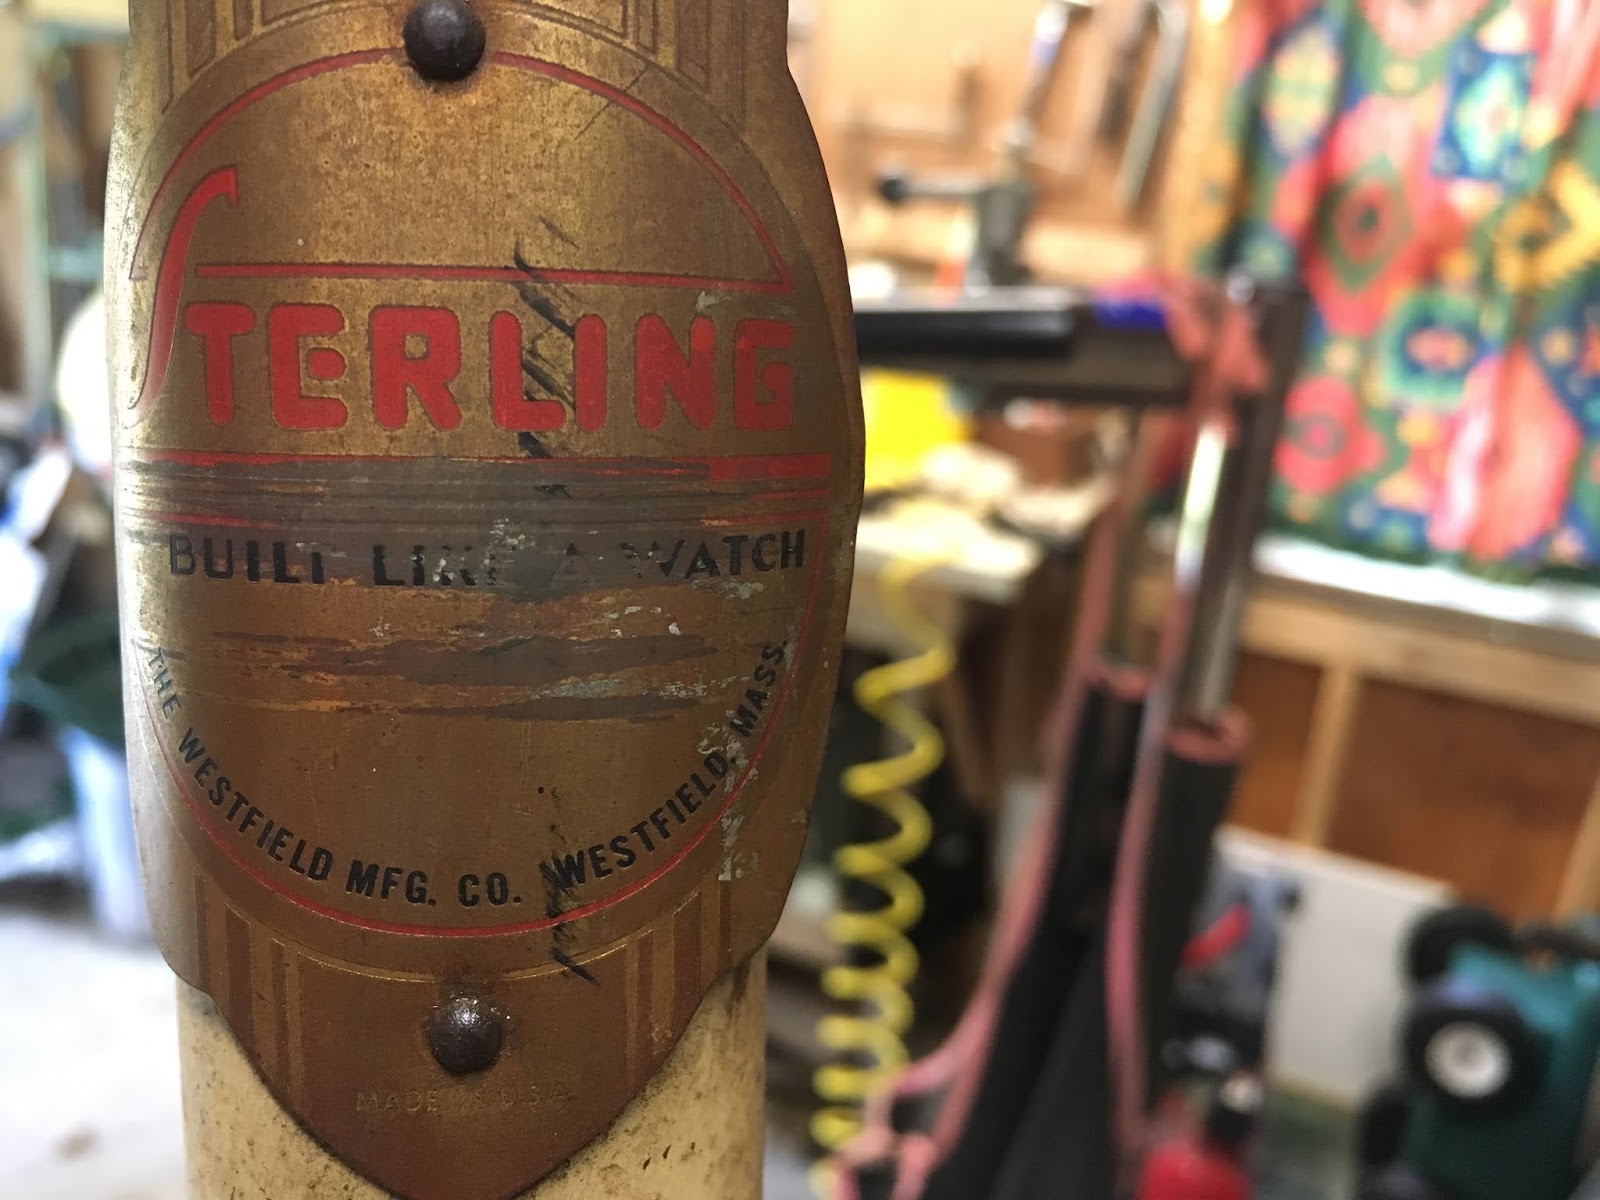 STERLING
BUILT LIKE A WATCH
THE WESTFIELD MFG. CO. WESTFIELD, MASS.
MADE IN U.S.A.